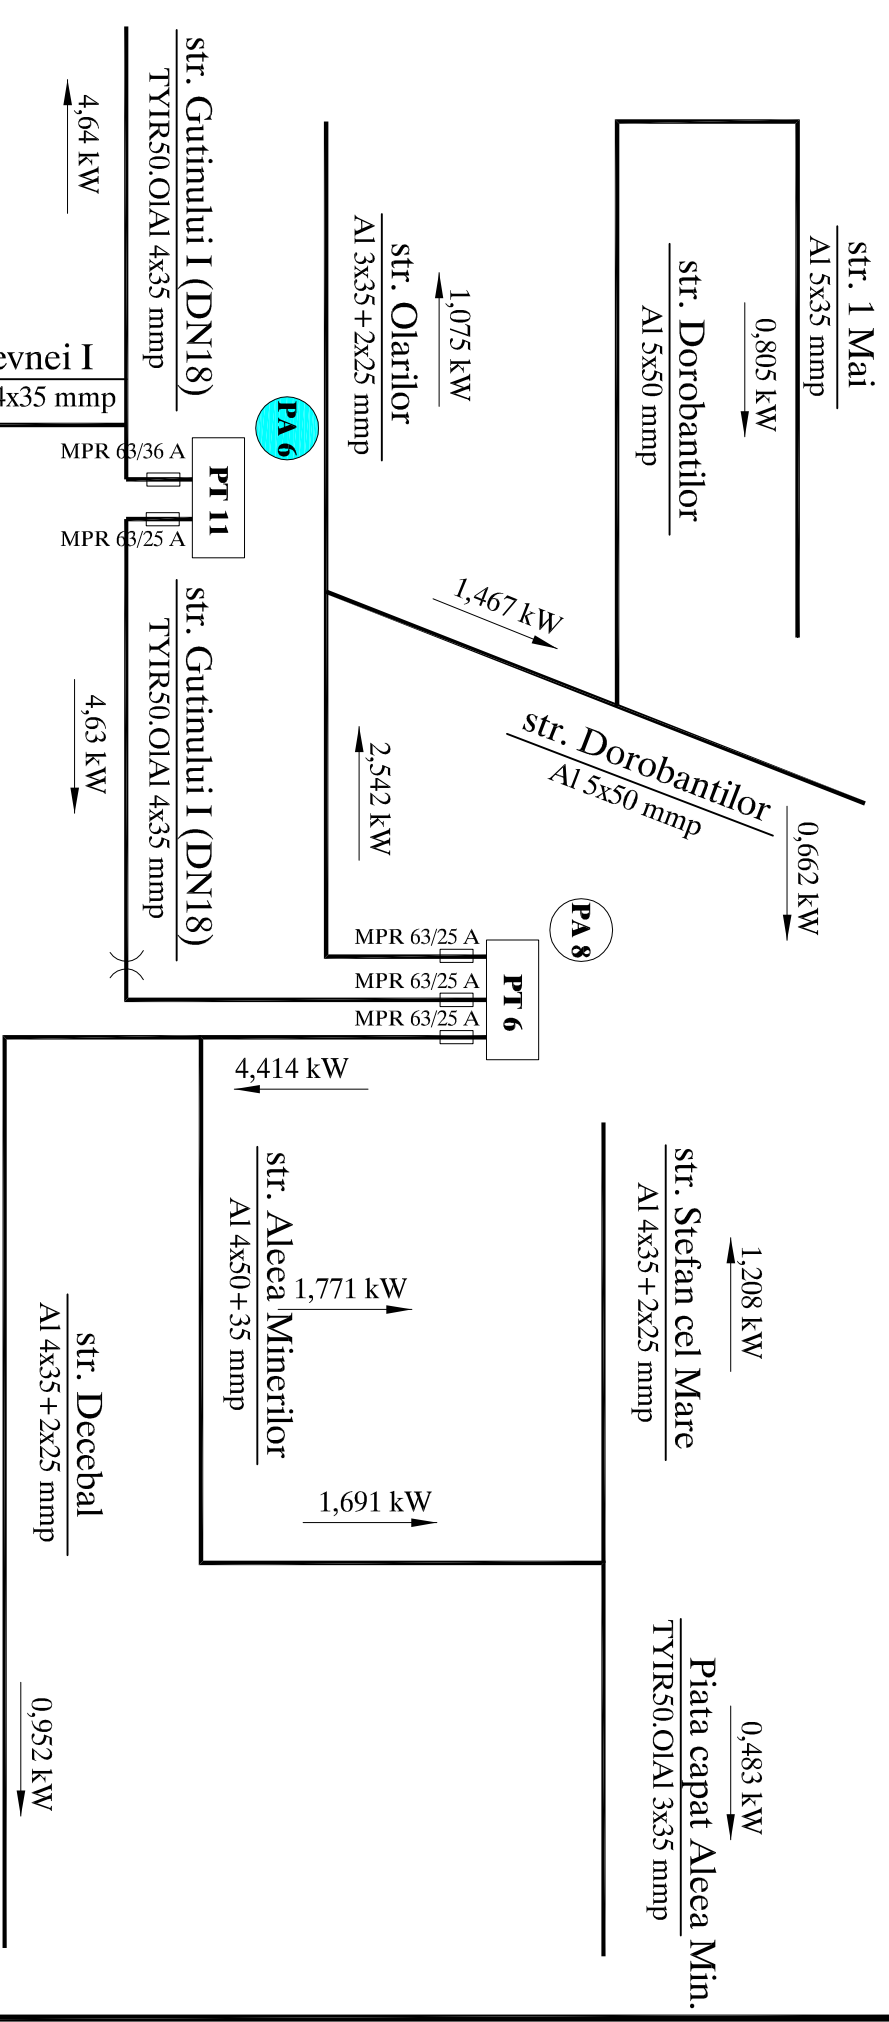 str. Gutinului I (DN18)
TYIR50.OlAl 4x35 mmp
4,64 kW
evnei I
4x35 mmp
MPR 63/36 A
PT 11
MPR 63/25 A
PA 6
str. Olarilor
Al 3x35+2x25 mmp
1,075 kW
str. 1 Mai
Al 5x35 mmp
0,805 kW
str. Dorobantilor
Al 5x50 mmp
1,467 kW
str. Dorobantilor
Al 5x50 mmp
0,662 kW
2,542 kW
str. Gutinului I (DN18)
TYIR50.OlAl 4x35 mmp
4,63 kW
PA 8
PT 6
MPR 63/25 A
MPR 63/25 A
MPR 63/25 A
4,414 kW
str. Aleea Minerilor
Al 4x50+35 mmp
1,771 kW
1,691 kW
str. Stefan cel Mare
Al 4x35+2x25 mmp
1,208 kW
str. Decebal
Al 4x35+2x25 mmp
0,952 kW
Piata capat Aleea Min.
TYIR50.OlAl 3x35 mmp
0,483 kW